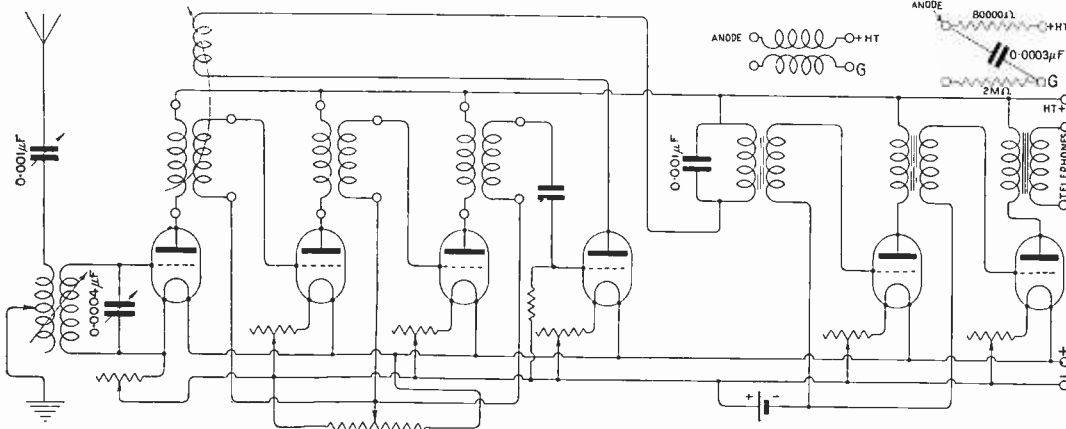 ANODE
80000Ω
+HT
ANODE
+HT
0.0003μF
G
G
2MΩ
HT+
0.001μF
0.001μF
TELEPHONES
0.0004μF
+
-
+ -